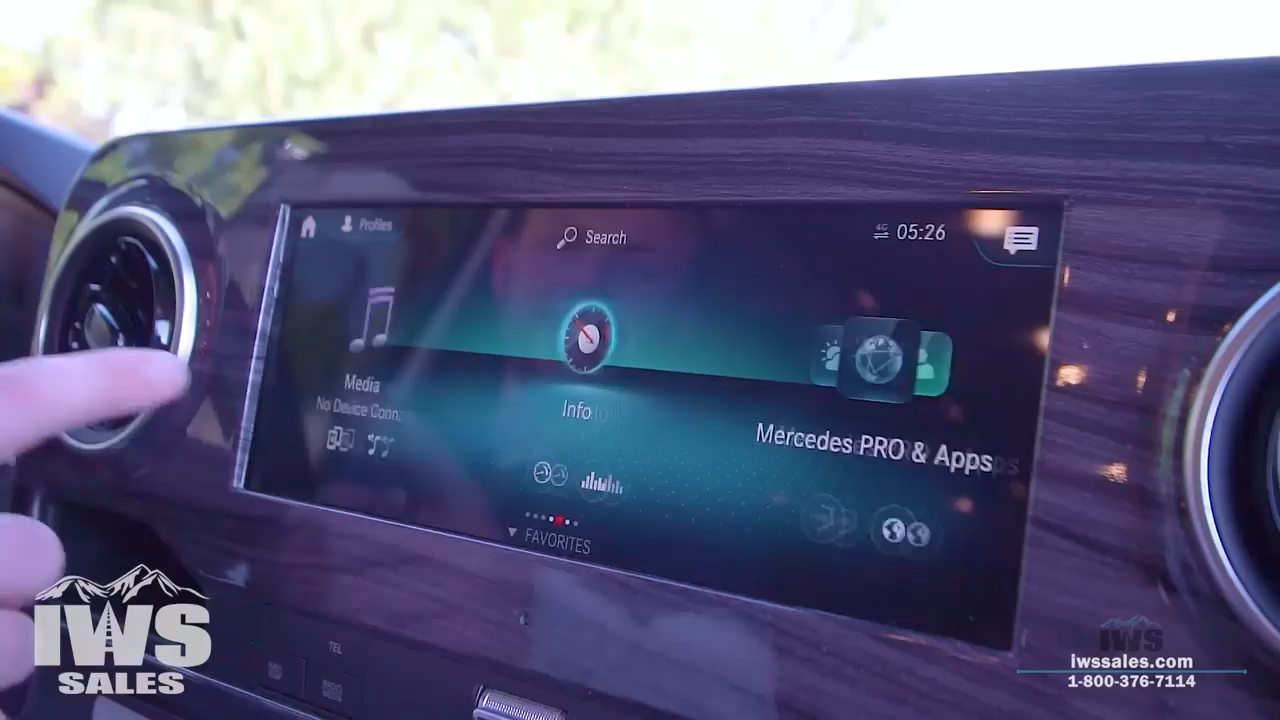 Profiles
Search
4G
05:26
Media
No Device Conn.
Info
Mercedes PRO & Apps
FAVORITES
TEL
IWS
SALES
IWS
iwssales.com
1-800-376-7114